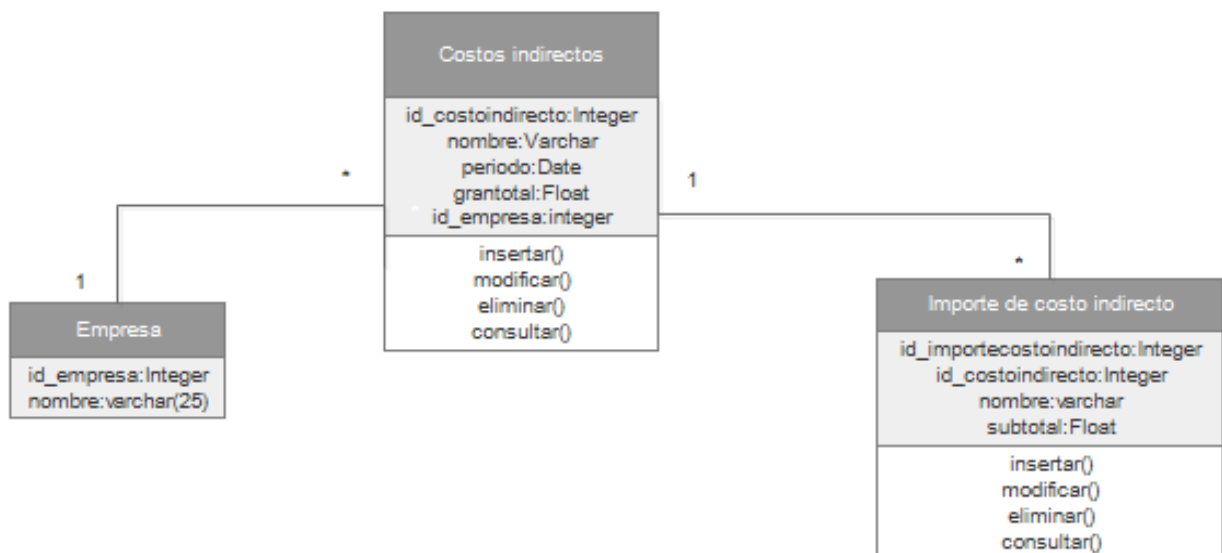 Costos indirectos
id_costoindirecto:Integer
nombre:Varchar
periodo:Date
grantotal:Float
id_empresa:integer
insertar()
modificar()
eliminar()
consultar()
*
1
1
*
Empresa
id_empresa:Integer
nombre:varchar(25)
Importe de costo indirecto
id_importecostoindirecto:Integer
id_costoindirecto:Integer
nombre:varchar
subtotal:Float
insertar()
modificar()
eliminar()
consultar()